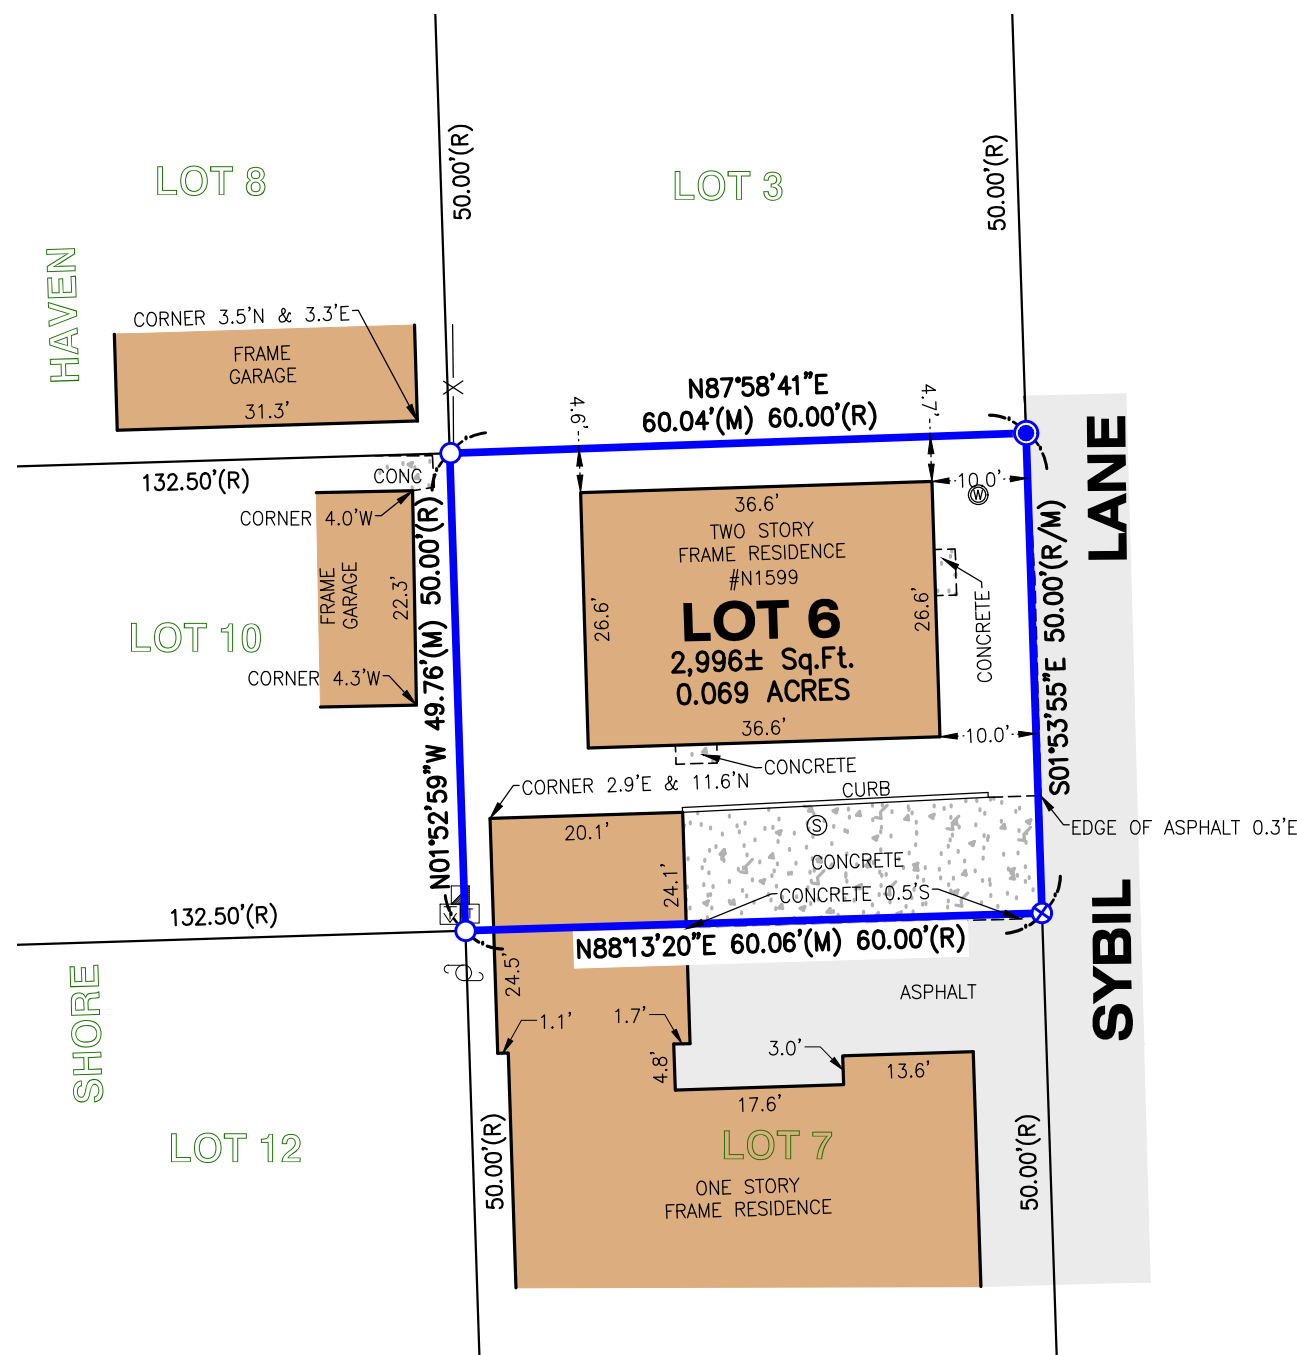 50.00'(R)
50.00'(R)
LOT 8
LOT 3
HAVEN
CORNER 3.5'N & 3.3'E
FRAME
GARAGE
31.3'
X
N87°58'41"E
60.04'(M) 60.00'(R)
4.6'
4.7'
LANE
132.50'(R)
CONC
CORNER 4.0'W
10.0'
W
36.6'
TWO STORY
FRAME RESIDENCE
#N1599
LOT 6
2,996± Sq.Ft.
0.069 ACRES
36.6'
26.6'
26.6'
CONCRETE
S01°53'55"E 50.00'(R/M)
N01°52'59"W 49.76'(M) 50.00'(R)
FRAME
GARAGE
22.3'
LOT 10
CORNER 4.3'W
10.0'
CONCRETE
CORNER 2.9'E & 11.6'N
CURB
20.1'
S
EDGE OF ASPHALT 0.3'E
CONCRETE
24.1'
CONCRETE 0.5'S
132.50'(R)
T
N88°13'20"E 60.06'(M) 60.00'(R)
SYBIL
24.5'
ASPHALT
SHORE
1.1'
1.7'
3.0'
4.8'
13.6'
17.6'
LOT 12
50.00'(R)
LOT 7
50.00'(R)
ONE STORY
FRAME RESIDENCE